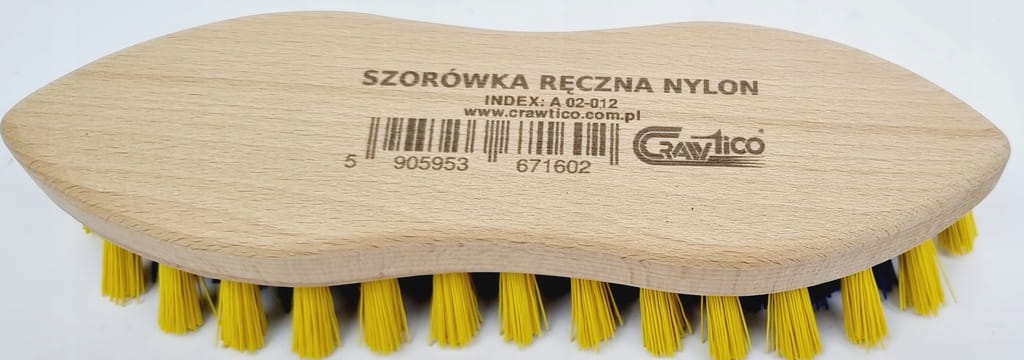 SZORÓWKA RĘCZNA NYLON
INDEX: A 02-012
www.crawtico.com.pl
5 905953 671602
CRAWTICO®